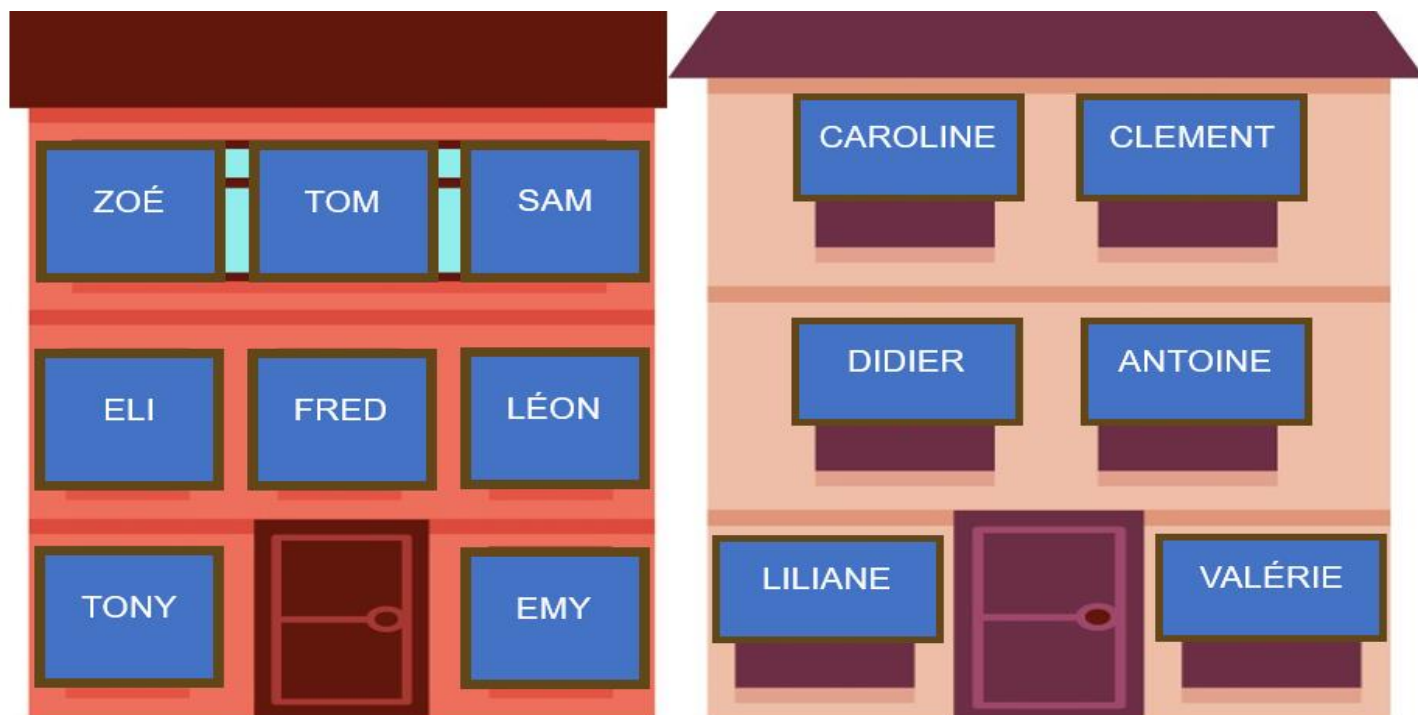 ZOÉ
TOM
SAM
ELI
FRED
LÉON
TONY
EMY
CAROLINE
CLEMENT
DIDIER
ANTOINE
LILIANE
VALÉRIE